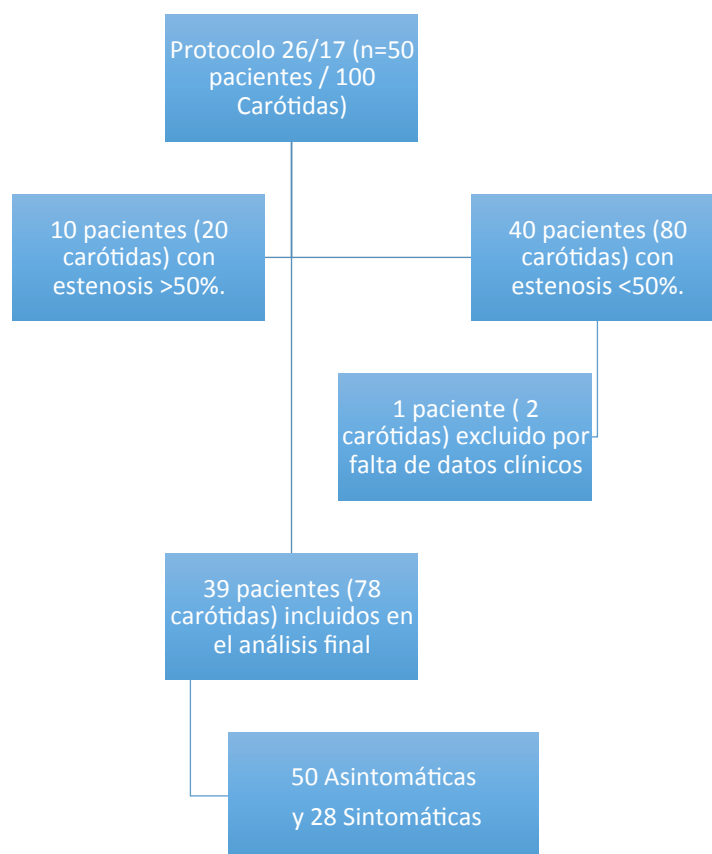 Protocolo 26/17 (n=50
pacientes / 100
Carótidas)
10 pacientes (20
carótidas) con
estenosis >50%.
40 pacientes (80
carótidas) con
estenosis <50%.
1 paciente ( 2
carótidas) excluido por
falta de datos clínicos
39 pacientes (78
carótidas) incluidos en
el análisis final
50 Asintomáticas
y 28 Sintomáticas